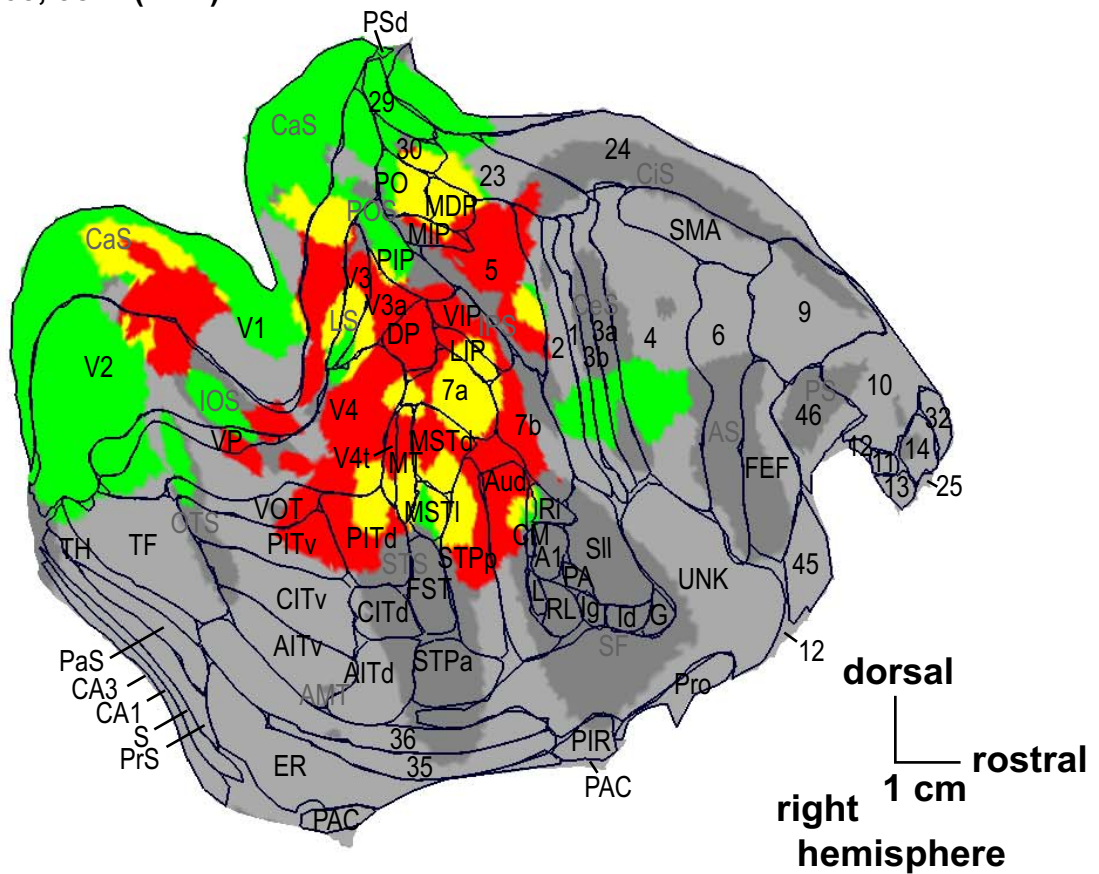 PSd
29
CaS
24
30
CiS
PO
23
POS
MDP
SMA
MIP
CaS
PIP
5
V3
V3a
CeS
9
VIP
IPS
LS
V1
DP
1
3a
4
6
2
3b
LIP
V2
7a
10
PS
IOS
V4
46
32
7b
AS
VP
MSTd
12
14
V4t
MT
11
FEF
Aud
13
25
VOT
MSTl
IRl
OTS
PITv
PITd
CM
SII
TH
TF
STS
STPp
A1
45
PA
UNK
FST
CITv
L
CITd
RL
Ig
Id
G
AITv
SF
PaS
AITd
STPa
12
dorsal
CA3
AMT
Pro
CA1
S
36
PIR
PrS
ER
35
rostral
PAC
1 cm
PAC
right
hemisphere